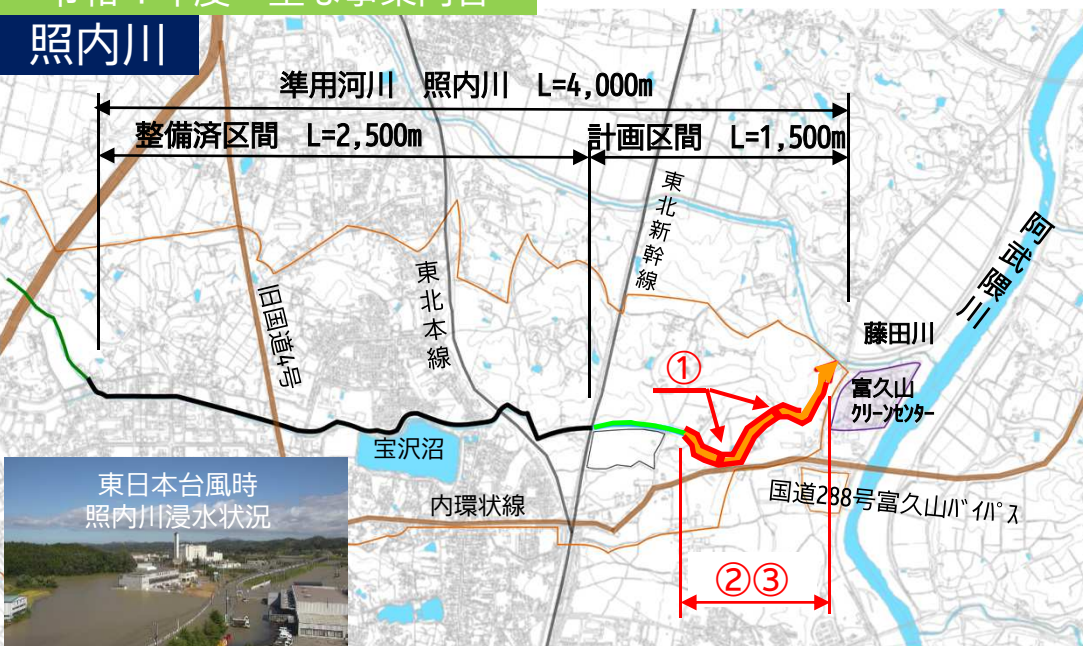 照内川
準用河川 照内川 L=4,000m
整備済区間 L=2,500m
計画区間 L=1,500m
東北新幹線
阿武隈川
東北本線
旧国道4号
藤田川
①
富久山
クリーンセンター
宝沢沼
国道288号富久山バイパス
内環状線
東日本台風時
照内川浸水状況
②③